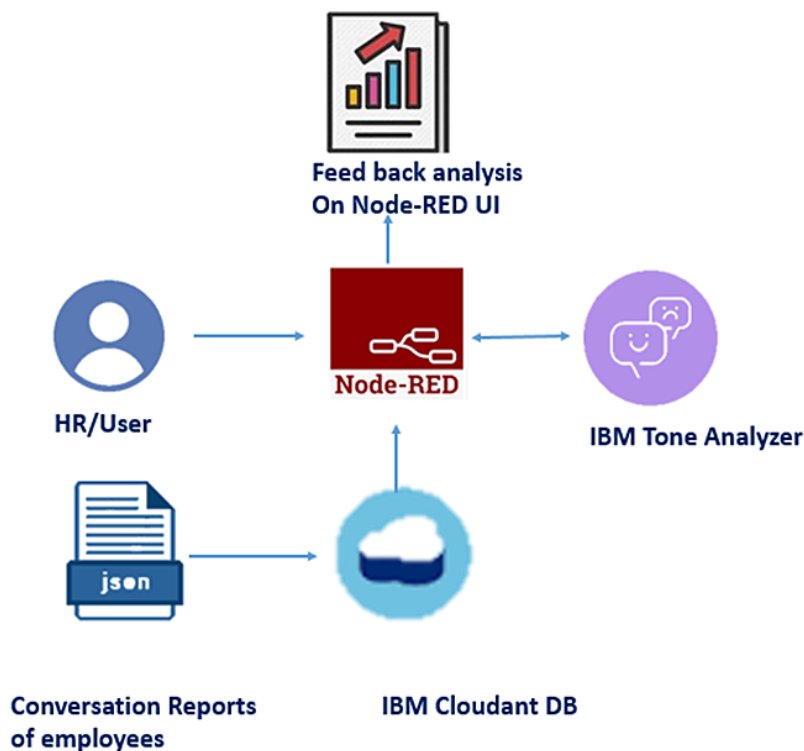 Feed back analysis
On Node-RED UI
Node-RED
HR/User
IBM Tone Analyzer
json
Conversation Reports
of employees
IBM Cloudant DB